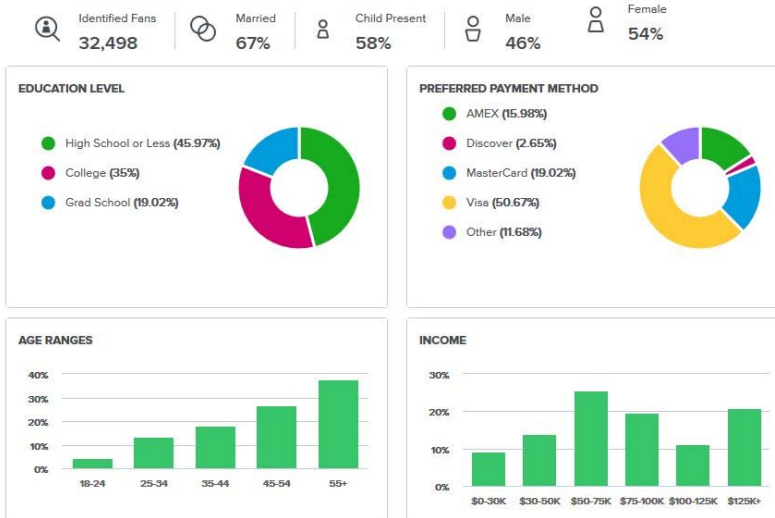 Identified Fans
32,498
Married
67%
Child Present
58%
Male
46%
Female
54%
EDUCATION LEVEL
High School or Less (45.97%)
College (35%)
Grad School (19.02%)
PREFERRED PAYMENT METHOD
AMEX (15.98%)
Discover (2.65%)
MasterCard (19.02%)
Visa (50.67%)
Other (11.68%)
AGE RANGES
40%
30%
20%
10%
0%
18-24 25-34 35-44 45-54 55+
INCOME
30%
20%
10%
0%
$0-30K $30-50K $50-75K $75-100K $100-125K $125K+